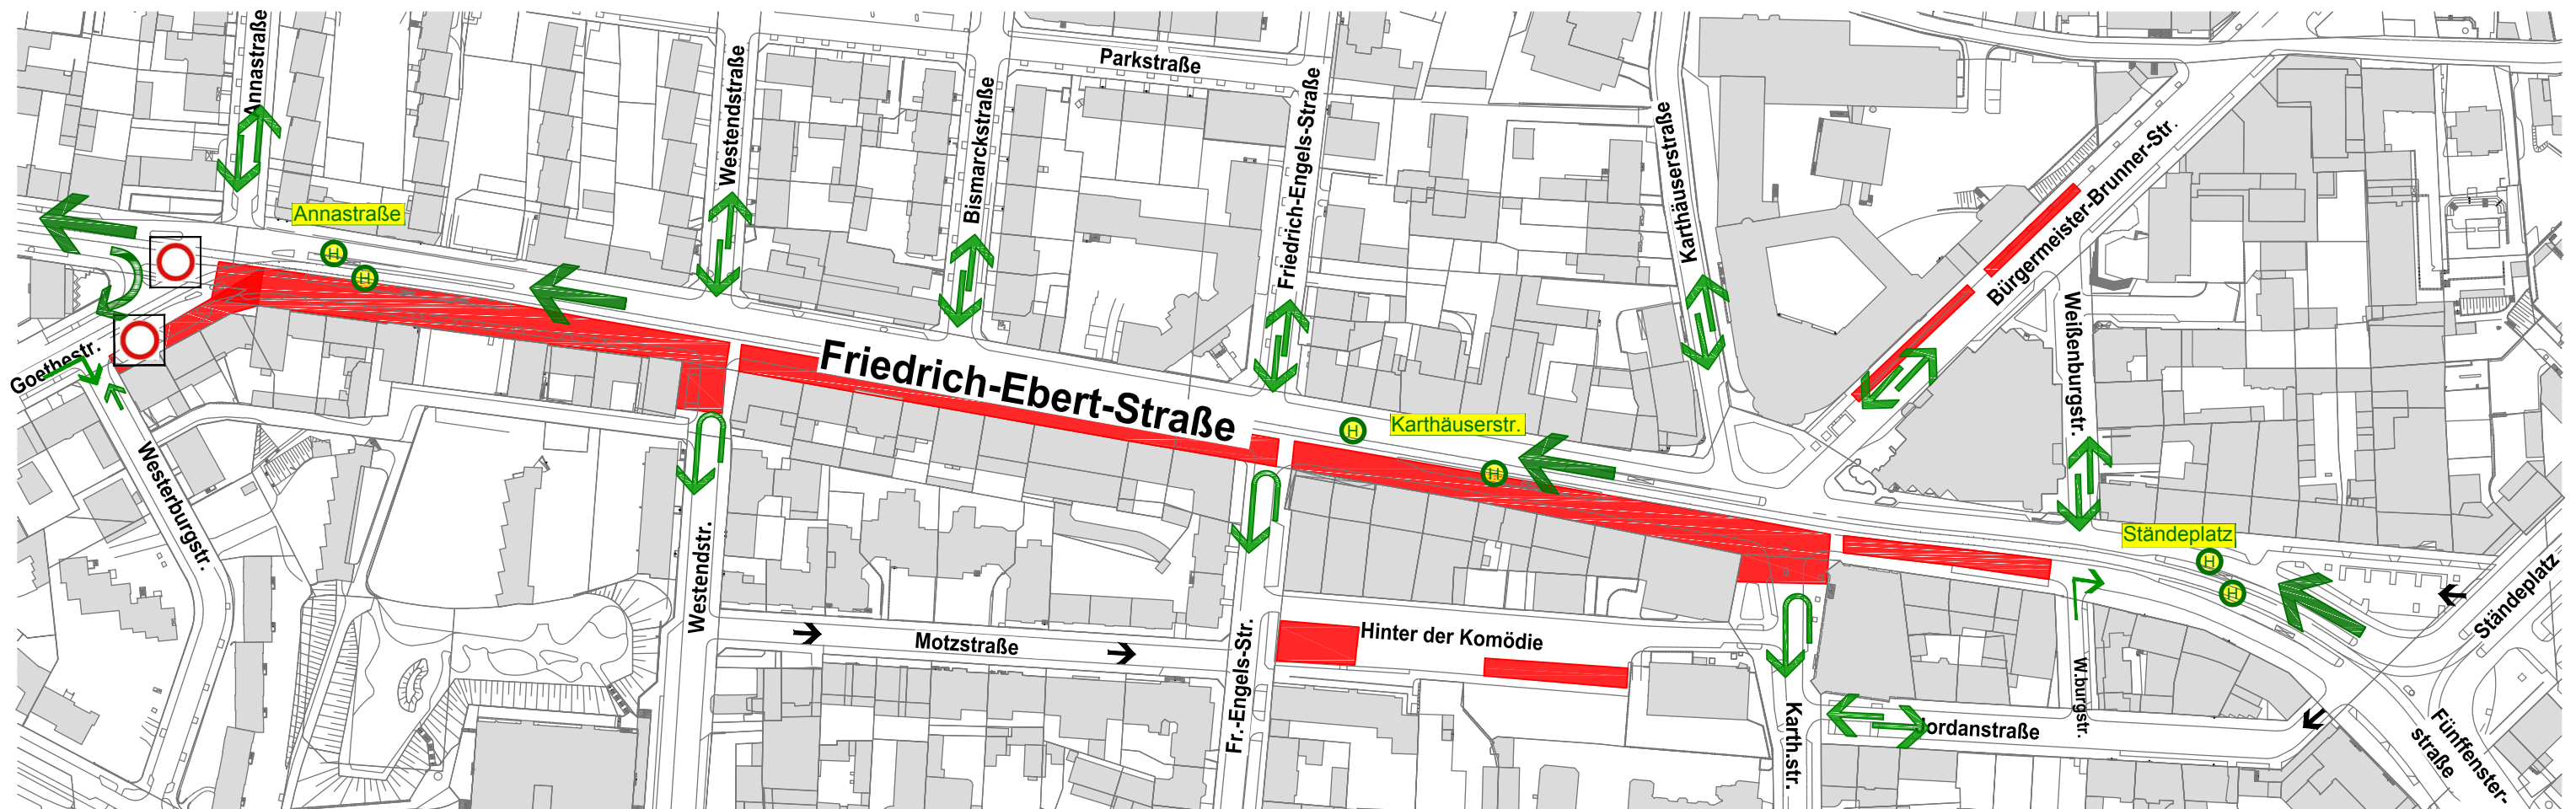 Annastraße
Westendstraße
Bismarckstraße
Parkstraße
Friedrich-Engels-Straße
Karthäuserstraße
Bürgermeister-Brunner-Str.
Weißenburgstr.
Annastraße
H
H
Goethestr.
Westerburgstr.
Friedrich-Ebert-Straße
H
Karthäuserstr.
H
Ständeplatz
H
H
Ständeplatz
Westendstr.
Motzstraße
Fr.-Engels-Str.
Hinter der Komödie
Karth.str.
W.burgstr.
Jordanstraße
Fünffenster-
straße